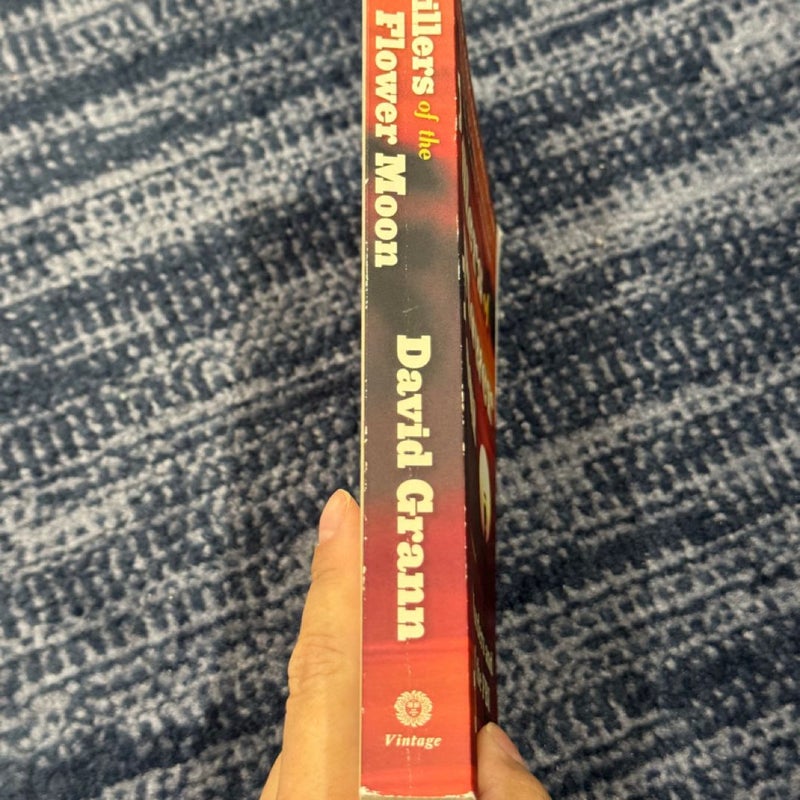 illers of the
Flower Moon
David Grann
Vintage